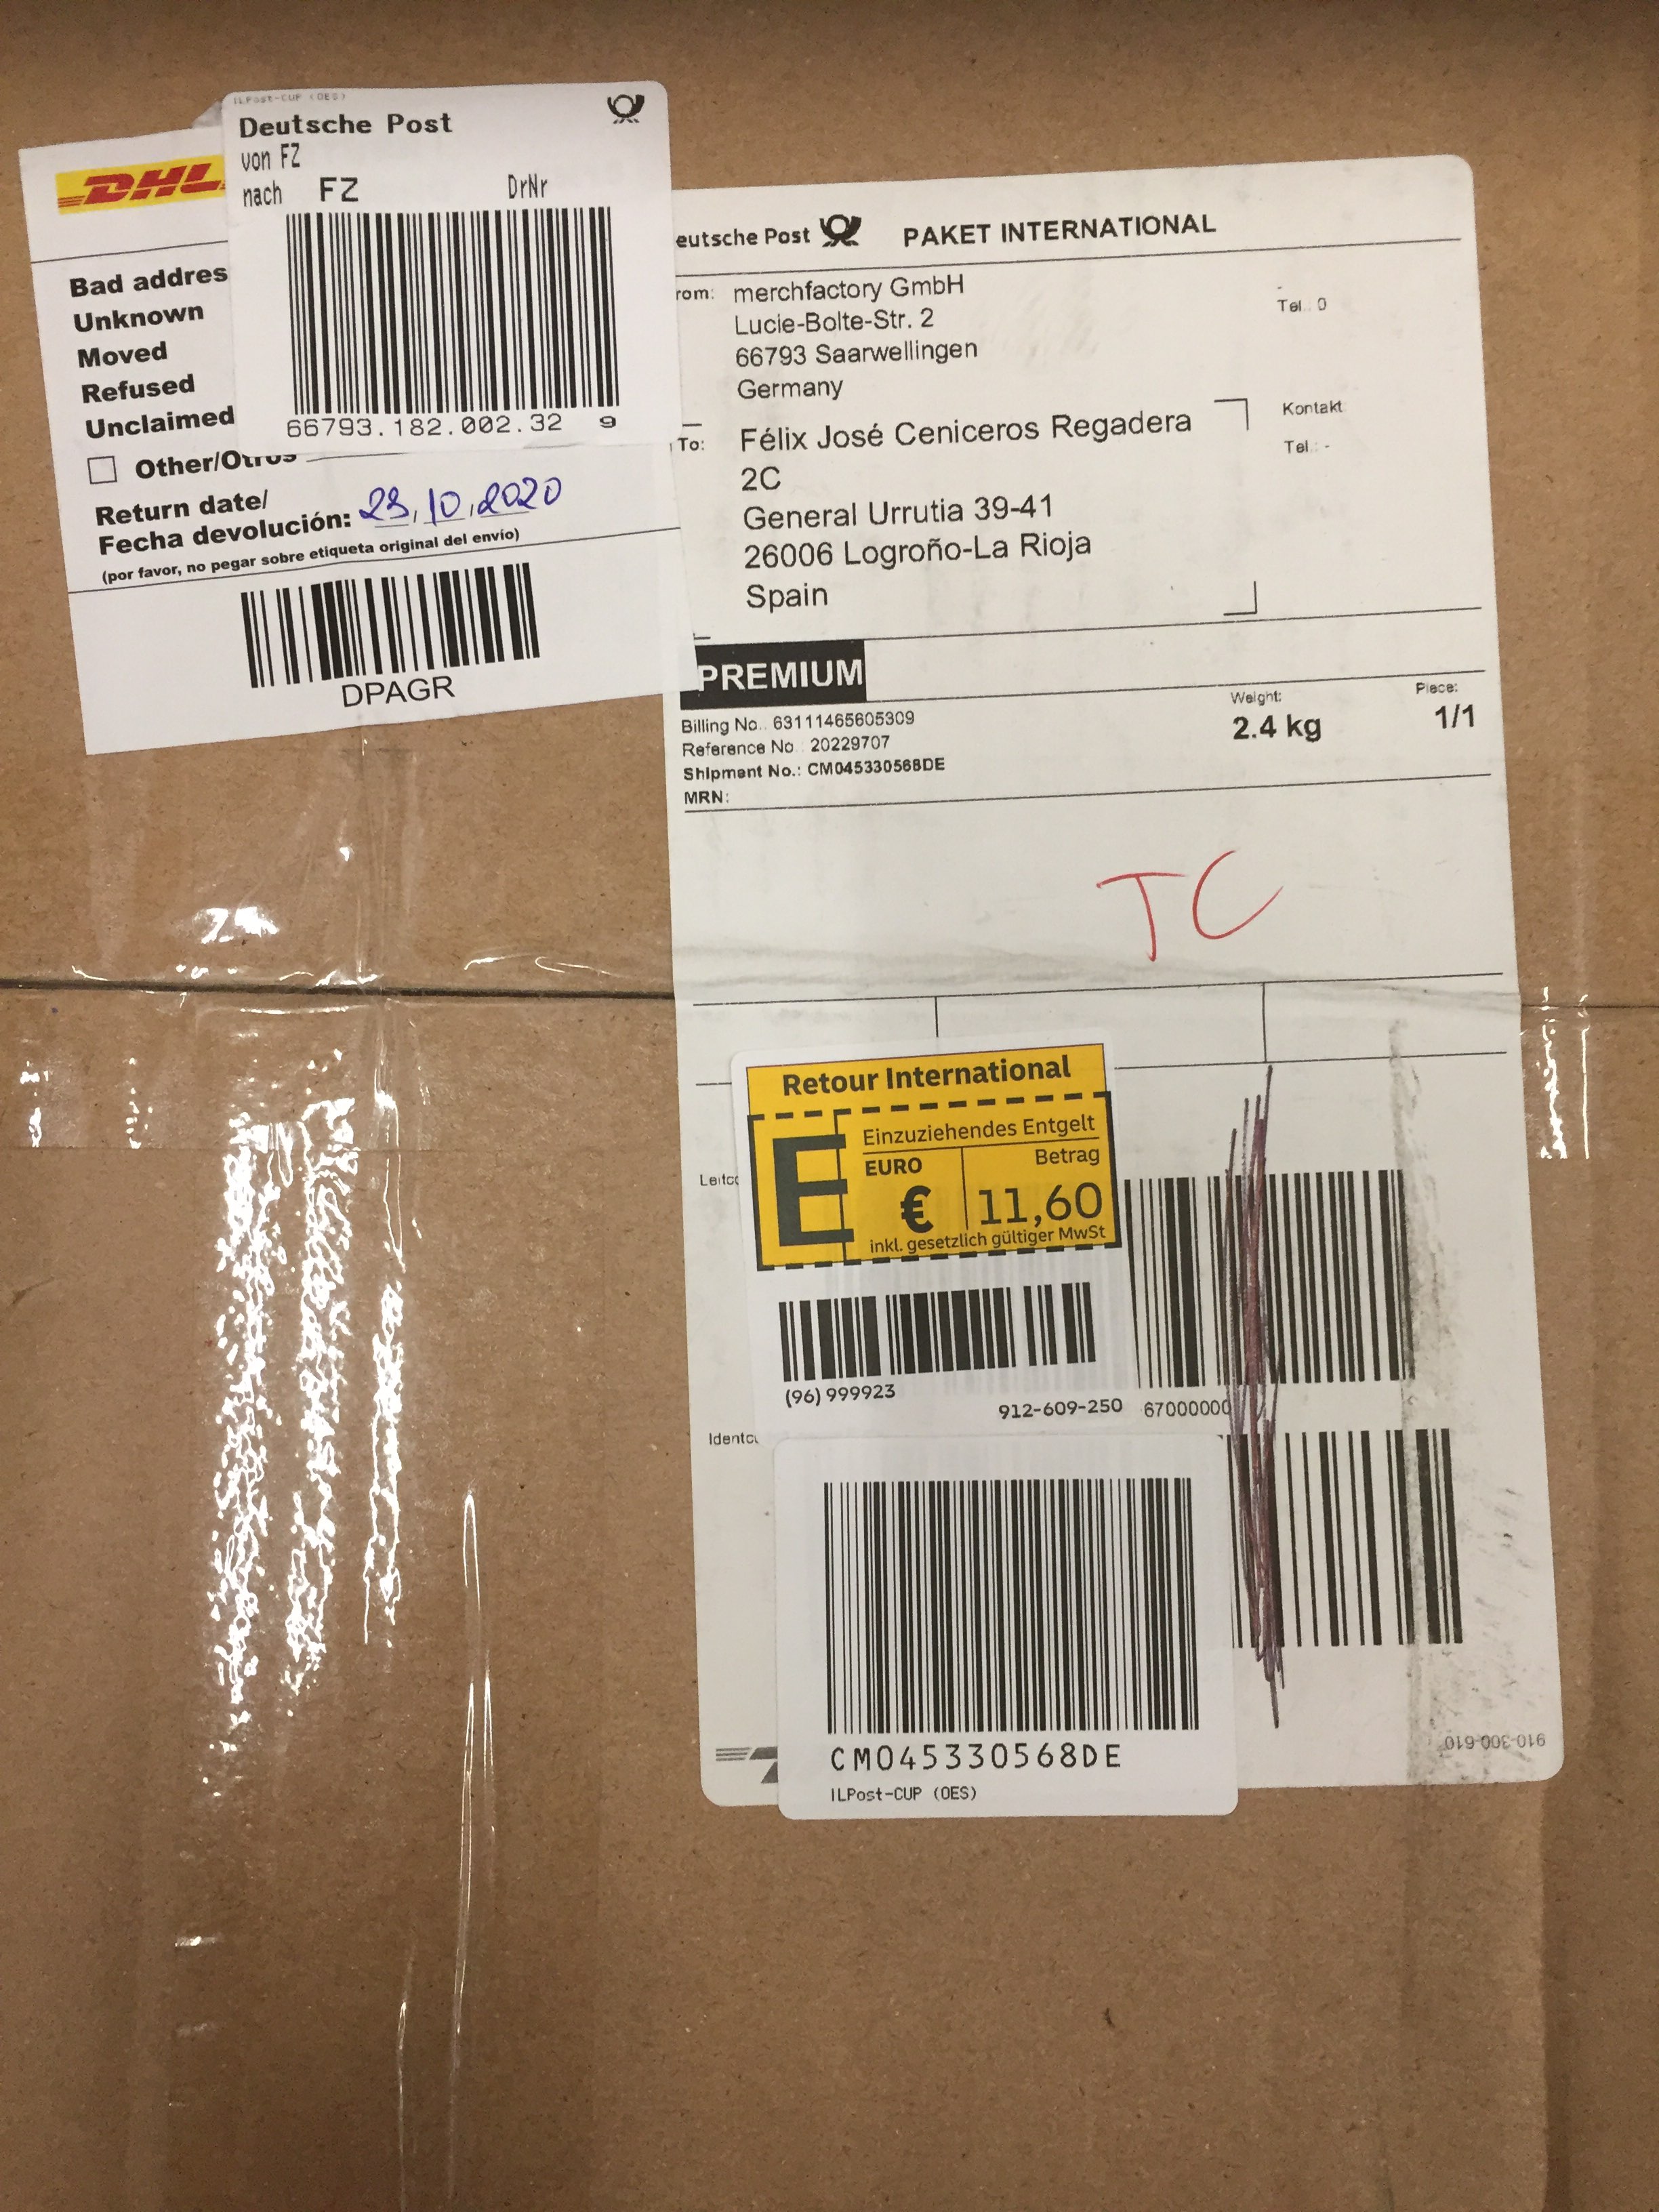 ILPost-CUP (OES)
Deutsche Post
von FZ
nach FZ DrNr
66793.182.002.32 9
DHL
Bad addres
Unknown
Moved
Refused
Unclaimed
Other/Otros
Return date/
Fecha devolución: 23.10.2020
(por favor, no pegar sobre etiqueta original del envío)
DPAGR
eutsche Post PAKET INTERNATIONAL
rom: merchfactory GmbH
Lucie-Bolte-Str. 2
66793 Saarwellingen
Germany
Tel.: 0
To: Félix José Ceniceros Regadera
2C
General Urrutia 39-41
26006 Logroño-La Rioja
Spain
Kontakt
Tel.: -
PREMIUM
Billing No.: 63111465605309
Reference No.: 20229707
Shipment No.: CM045330568DE
MRN:
Weight:
2.4 kg
Piece:
1/1
TC
Retour International
E
Einzuziehendes Entgelt
EURO Betrag
€ 11,60
inkl. gesetzlich gültiger MwSt
Leitco
(96) 999923
912-609-250 67000000
Identc
CM045330568DE
ILPost-CUP (OES)
910-300-610